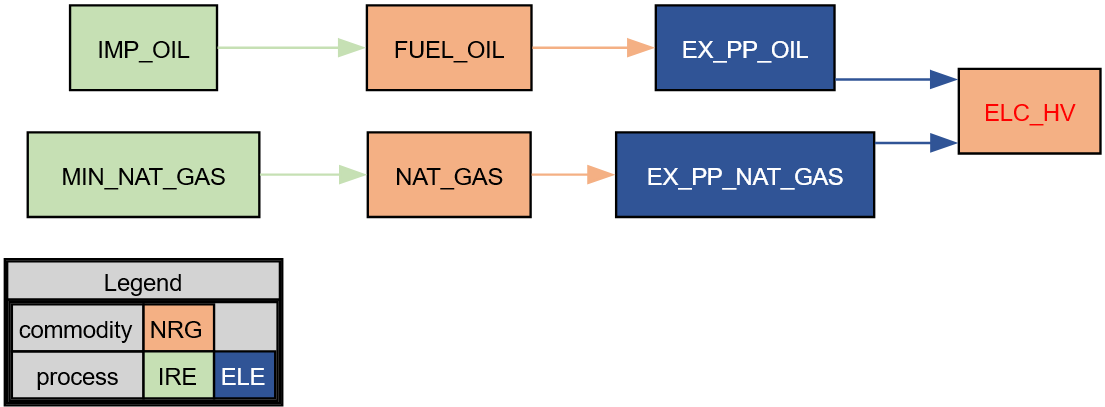 IMP_OIL
FUEL_OIL
EX_PP_OIL
ELC_HV
MIN_NAT_GAS
NAT_GAS
EX_PP_NAT_GAS
Legend
commodity NRG
process IRE ELE